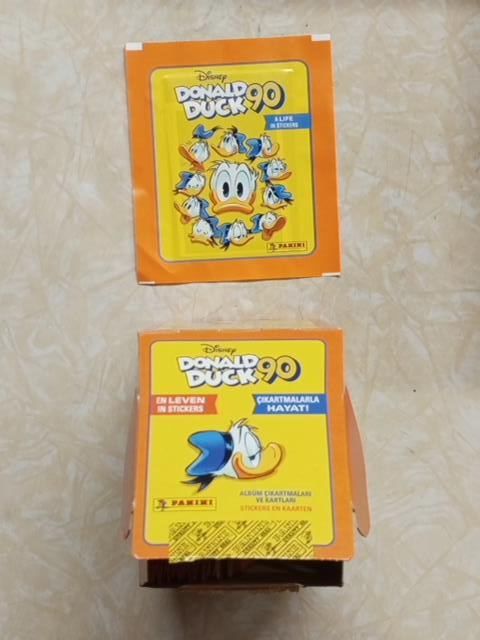 Disney
DONALD
DUCK 90
A LIFE
IN STICKERS
PANINI
Disney
DONALD
DUCK 90
EN LEVEN
IN STICKERS
ÇIKARTMALARLA
HAYATI
ALBÜM ÇIKARTMALARI
VE KARTLARI
STICKERS EN KAARTEN
PANINI